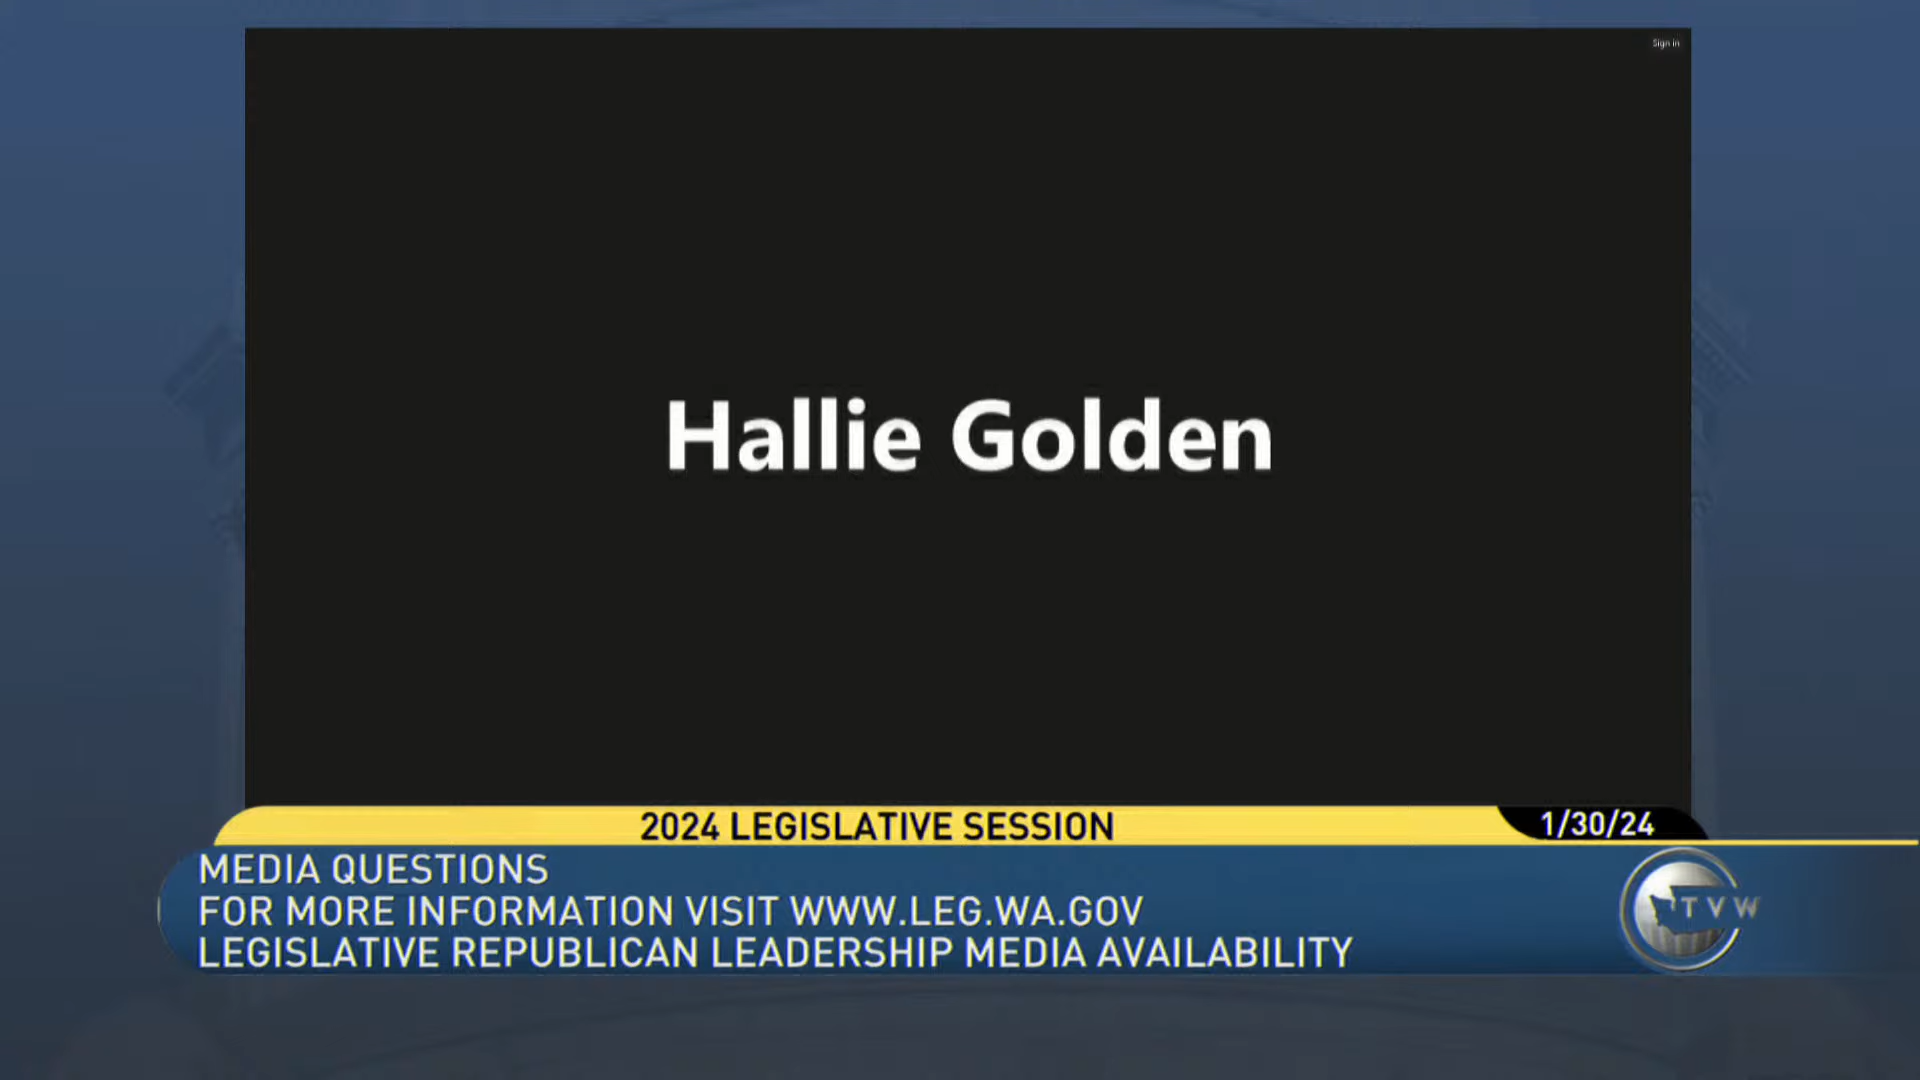 Sign in
Hallie Golden
2024 LEGISLATIVE SESSION
1/30/24
MEDIA QUESTIONS
FOR MORE INFORMATION VISIT WWW.LEG.WA.GOV
LEGISLATIVE REPUBLICAN LEADERSHIP MEDIA AVAILABILITY
TVW